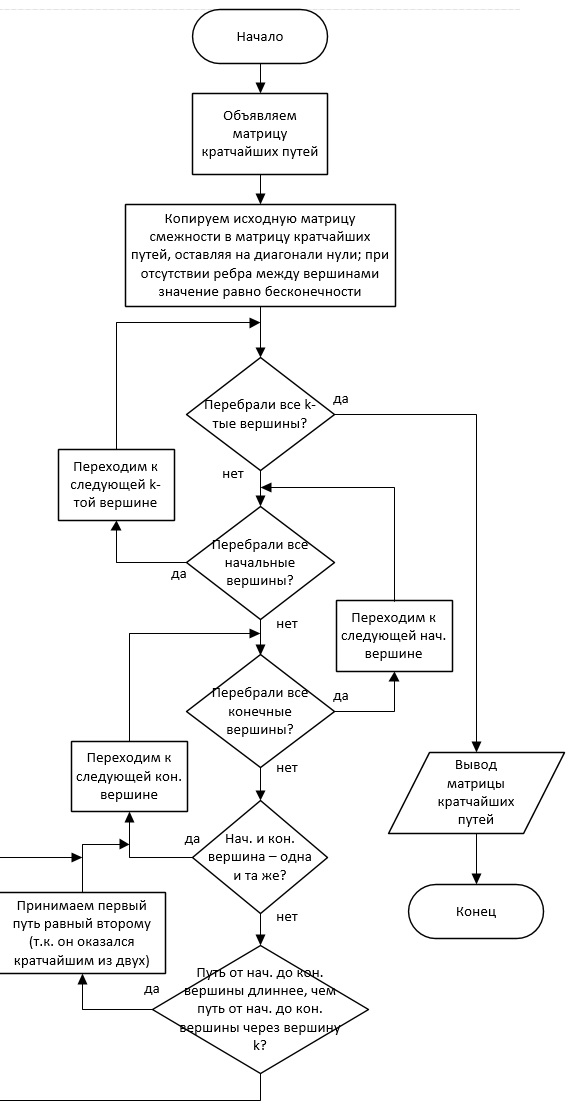 Начало
Объявляем
матрицу
кратчайших путей
Копируем исходную матрицу
смежности в матрицу кратчайших
путей, оставляя на диагонали нули; при
отсутствии ребра между вершинами
значение равно бесконечности
Перебрали все k-
тые вершины?
да
нет
Переходим к
следующей k-
той вершине
Перебрали все
начальные
вершины?
да
нет
Переходим к
следующей нач.
вершине
Перебрали все
конечные
вершины?
да
нет
Переходим к
следующей кон.
вершине
Вывод
матрицы
кратчайших
путей
Нач. и кон.
вершина – одна
и та же?
да
нет
Принимаем первый
путь равный второму
(т.к. он оказался
кратчайшим из двух)
Конец
Путь от нач. до кон.
вершины длиннее, чем
путь от нач. до кон.
вершины через вершину
k?
да